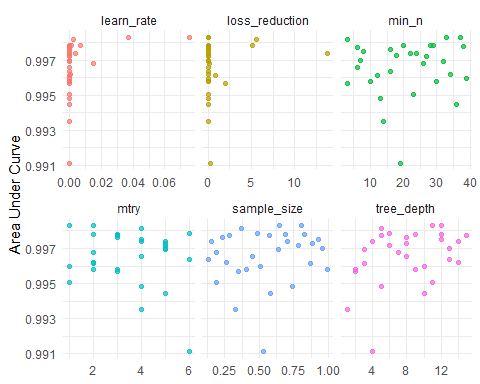 learn_rate loss_reduction min_n
0.997
0.995
0.993
0.991
0.00 0.02 0.04 0.06 0 5 10 10 20 30 40
Area Under Curve
mtry sample_size tree_depth
0.997
0.995
0.993
0.991
2 4 6 0.25 0.50 0.75 1.00 4 8 12